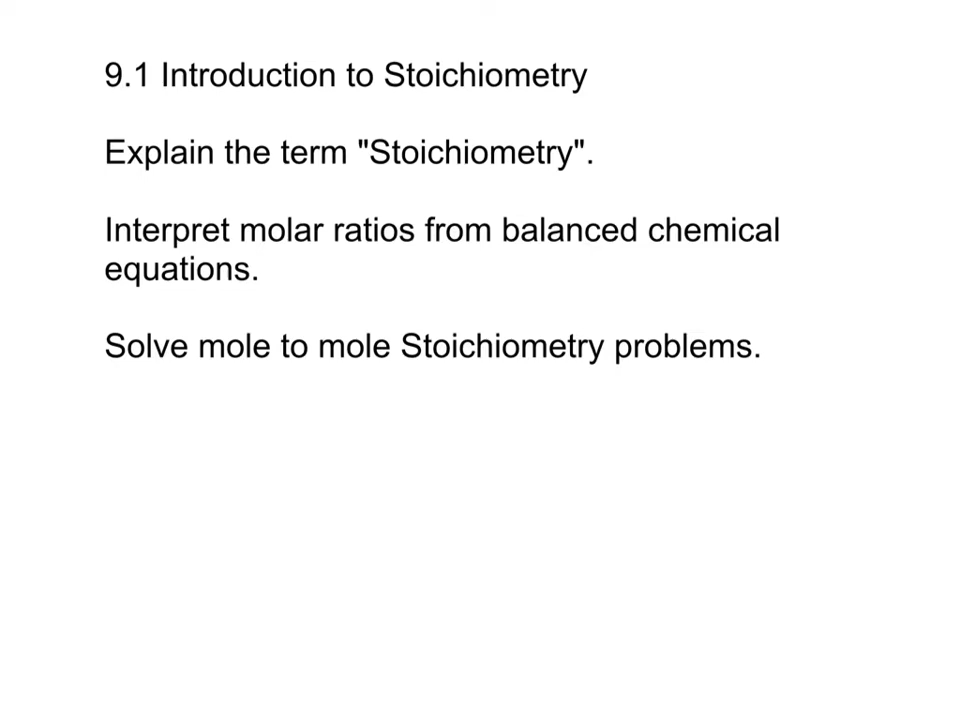 9.1 Introduction to Stoichiometry
Explain the term "Stoichiometry".
Interpret molar ratios from balanced chemical
equations.
Solve mole to mole Stoichiometry problems.